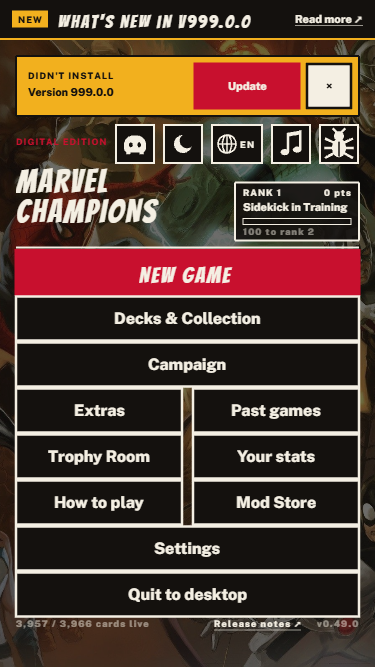 NEW WHAT'S NEW IN V999.0.0 Read more ↗
DIDN'T INSTALL
Version 999.0.0
Update
×
DIGITAL EDITION
EN
MARVEL
CHAMPIONS
RANK 1 0 pts
Sidekick in Training
100 to rank 2
NEW GAME
Decks & Collection
Campaign
Extras Past games
Trophy Room Your stats
How to play Mod Store
Settings
Quit to desktop
3,957 / 3,966 cards live Release notes ↗ v0.49.0